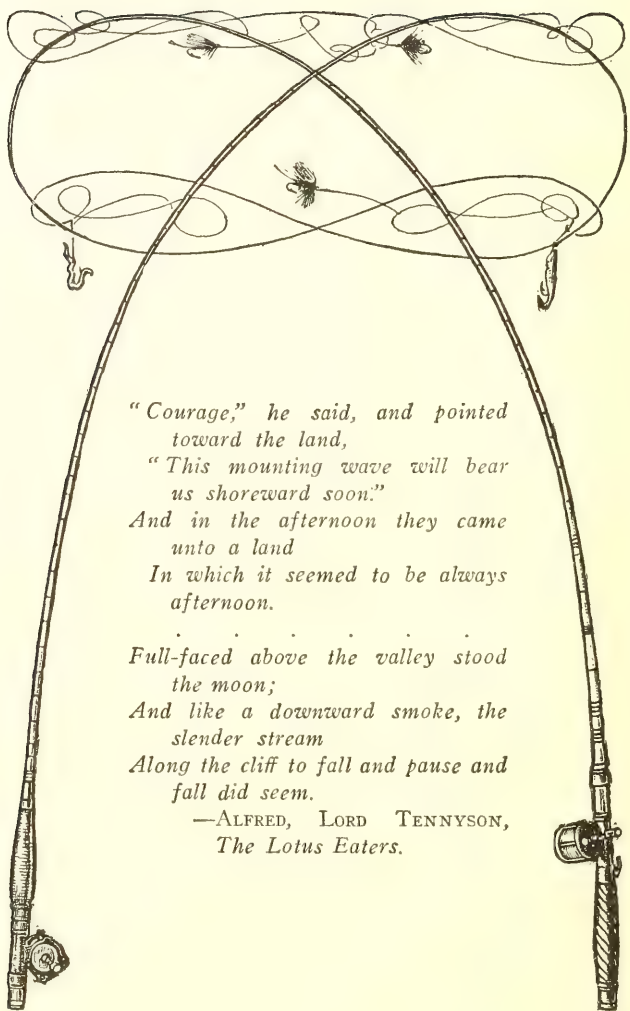 “Courage,” he said, and pointed
toward the land,
“This mounting wave will bear
us shoreward soon.”
And in the afternoon they came
unto a land
In which it seemed to be always
afternoon.
. . . . . .
Full-faced above the valley stood
the moon;
And like a downward smoke, the
slender stream
Along the cliff to fall and pause and
fall did seem.
—ALFRED, LORD TENNYSON,
The Lotus Eaters.